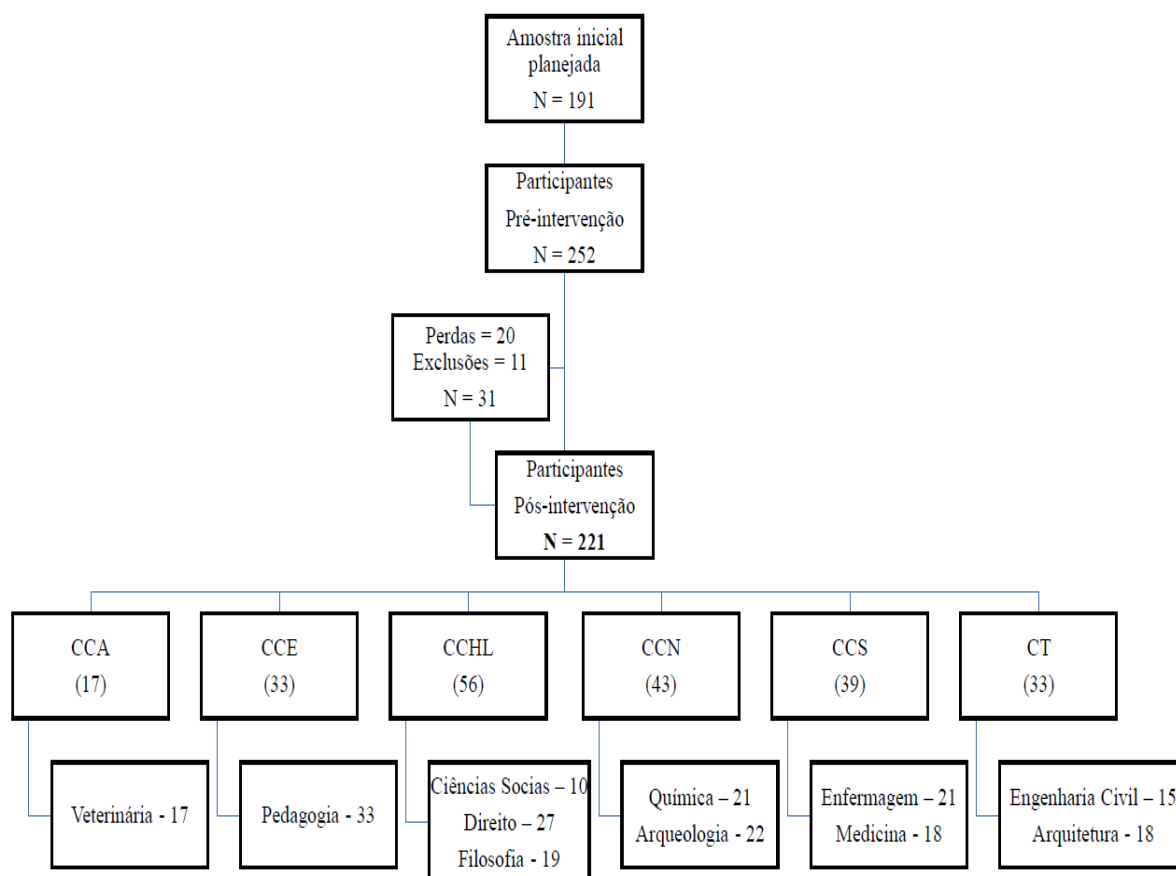 Amostra inicial
planejada
N = 191
Participantes
Pré-intervenção
N = 252
Perdas = 20
Exclusões = 11
N = 31
Participantes
Pós-intervenção
N = 221
CCA
(17)
CCE
(33)
CCHL
(56)
CCN
(43)
CCS
(39)
CT
(33)
Veterinária - 17
Pedagogia - 33
Ciências Socias – 10
Direito – 27
Filosofia - 19
Química – 21
Arqueologia - 22
Enfermagem – 21
Medicina - 18
Engenharia Civil – 15
Arquitetura - 18